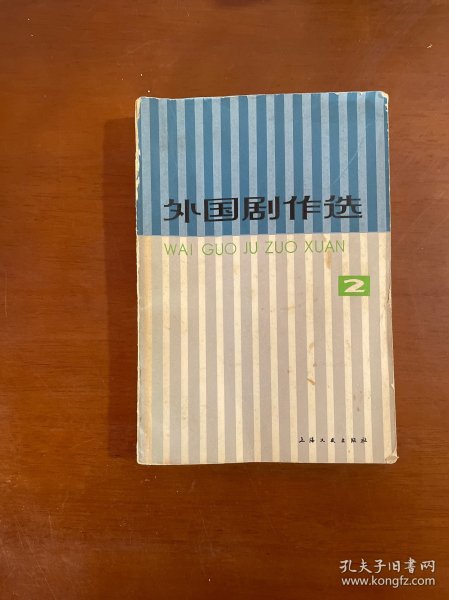 外国剧作选
WAI GUO JU ZUO XUAN
2
上海文艺出版社
孔夫子旧书网
www.kongfz.com